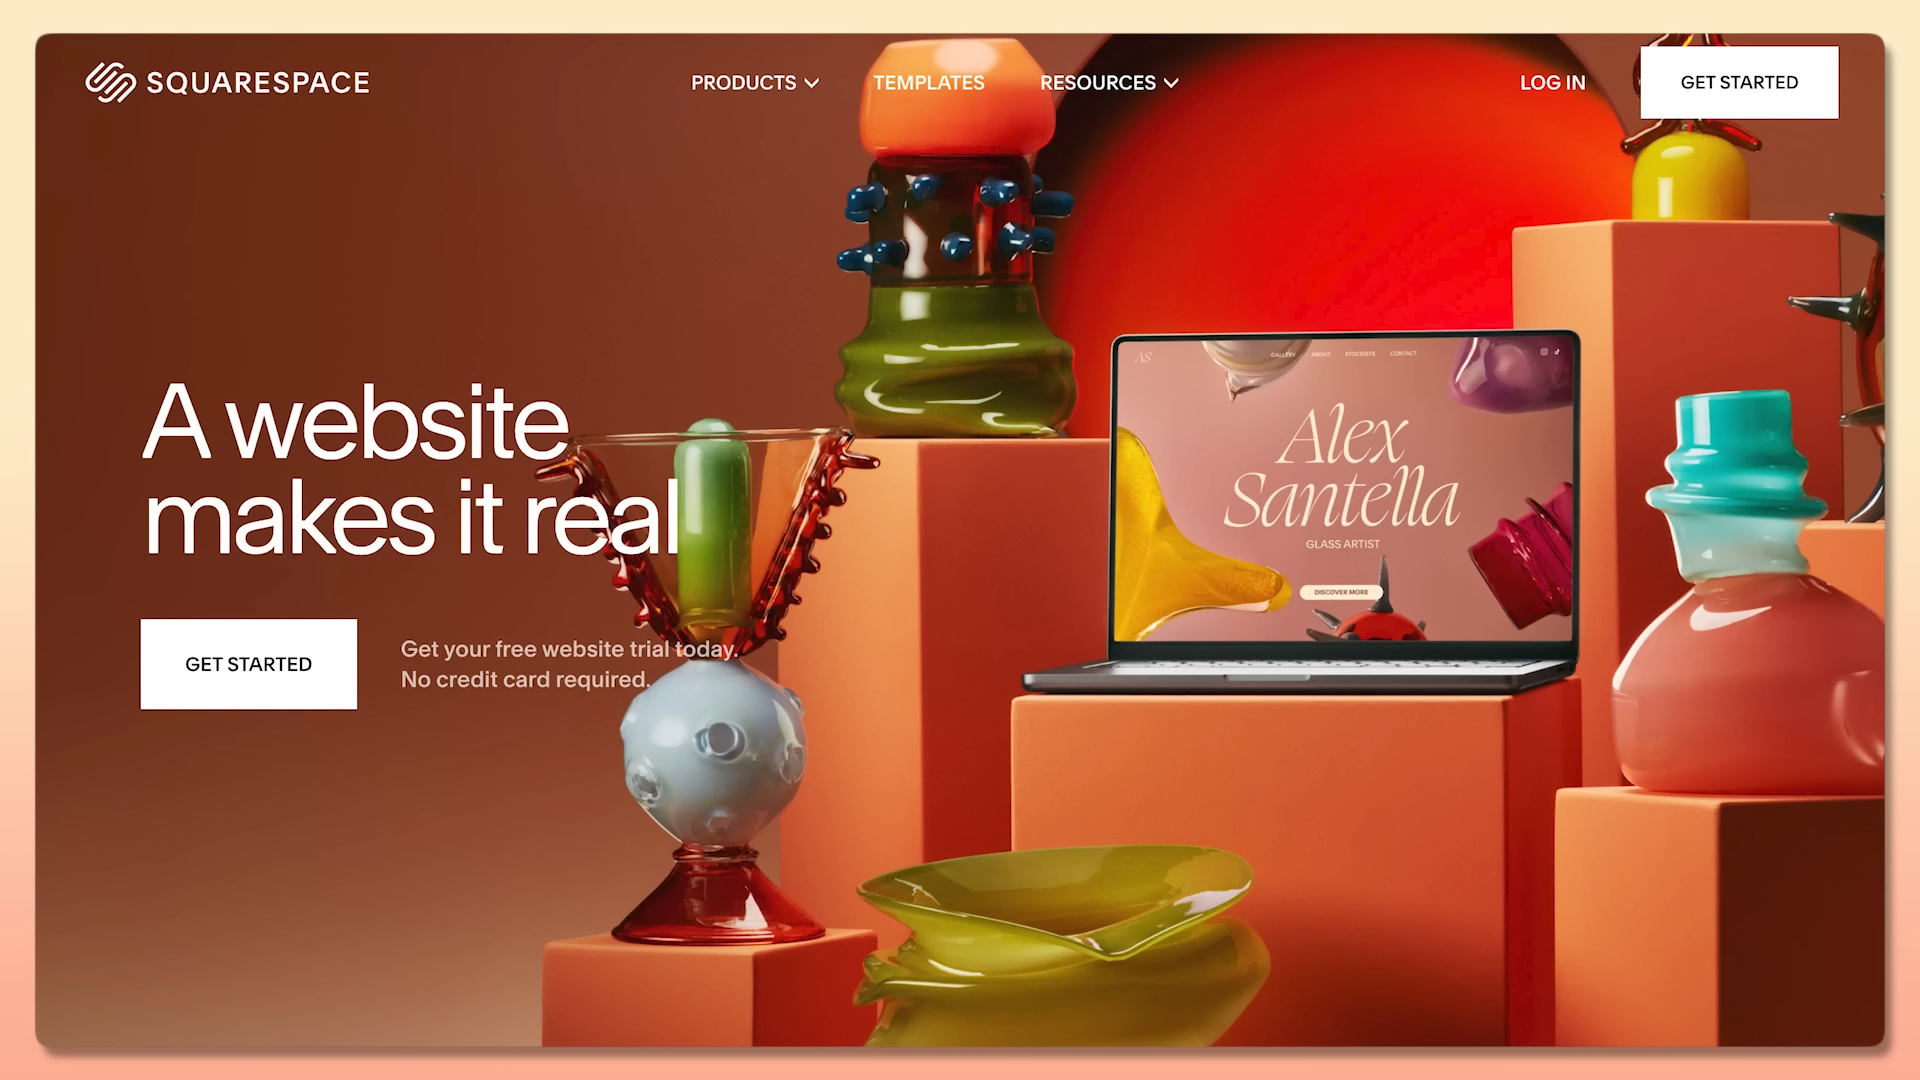 SQUARESPACE
PRODUCTS
TEMPLATES
RESOURCES
LOG IN
GET STARTED
A website
makes it real
GET STARTED
Get your free website trial today.
No credit card required.
AS
GALLERY
ABOUT
STOCKISTS
CONTACT
Alex
Santella
GLASS ARTIST
DISCOVER MORE